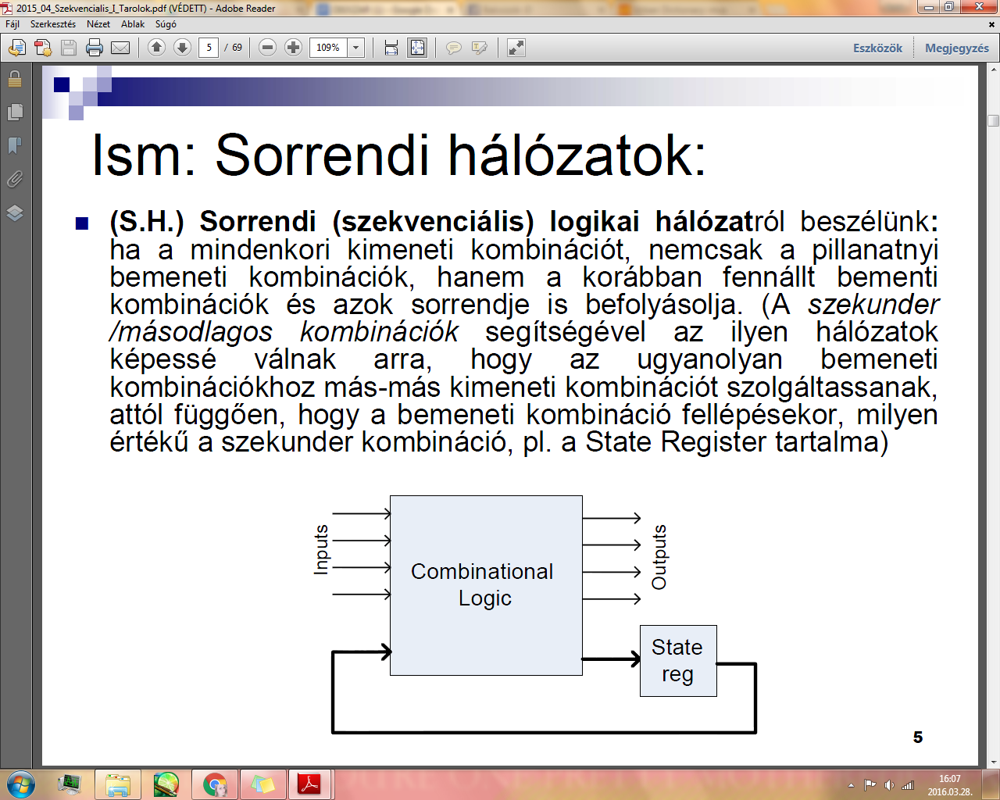 2015_04_Szekvencialis_I_Tarolok.pdf (VÉDETT) - Adobe Reader
Fájl Szerkesztés Nézet Ablak Súgó
5 / 69 109% Eszközök Megjegyzés
Ism: Sorrendi hálózatok:
(S.H.) Sorrendi (szekvenciális) logikai hálózatról beszélünk:
ha a mindenkori kimeneti kombinációt, nemcsak a pillanatnyi
bemeneti kombinációk, hanem a korábban fennállt bementi
kombinációk és azok sorrendje is befolyásolja. (A szekunder
/másodlagos kombinációk segítségével az ilyen hálózatok
képessé válnak arra, hogy az ugyanolyan bemeneti
kombinációkhoz más-más kimeneti kombinációt szolgáltassanak,
attól függően, hogy a bemeneti kombináció fellépésekor, milyen
értékű a szekunder kombináció, pl. a State Register tartalma)
Inputs
Combinational
Logic
Outputs
State
reg
5
16:07
2016.03.28.